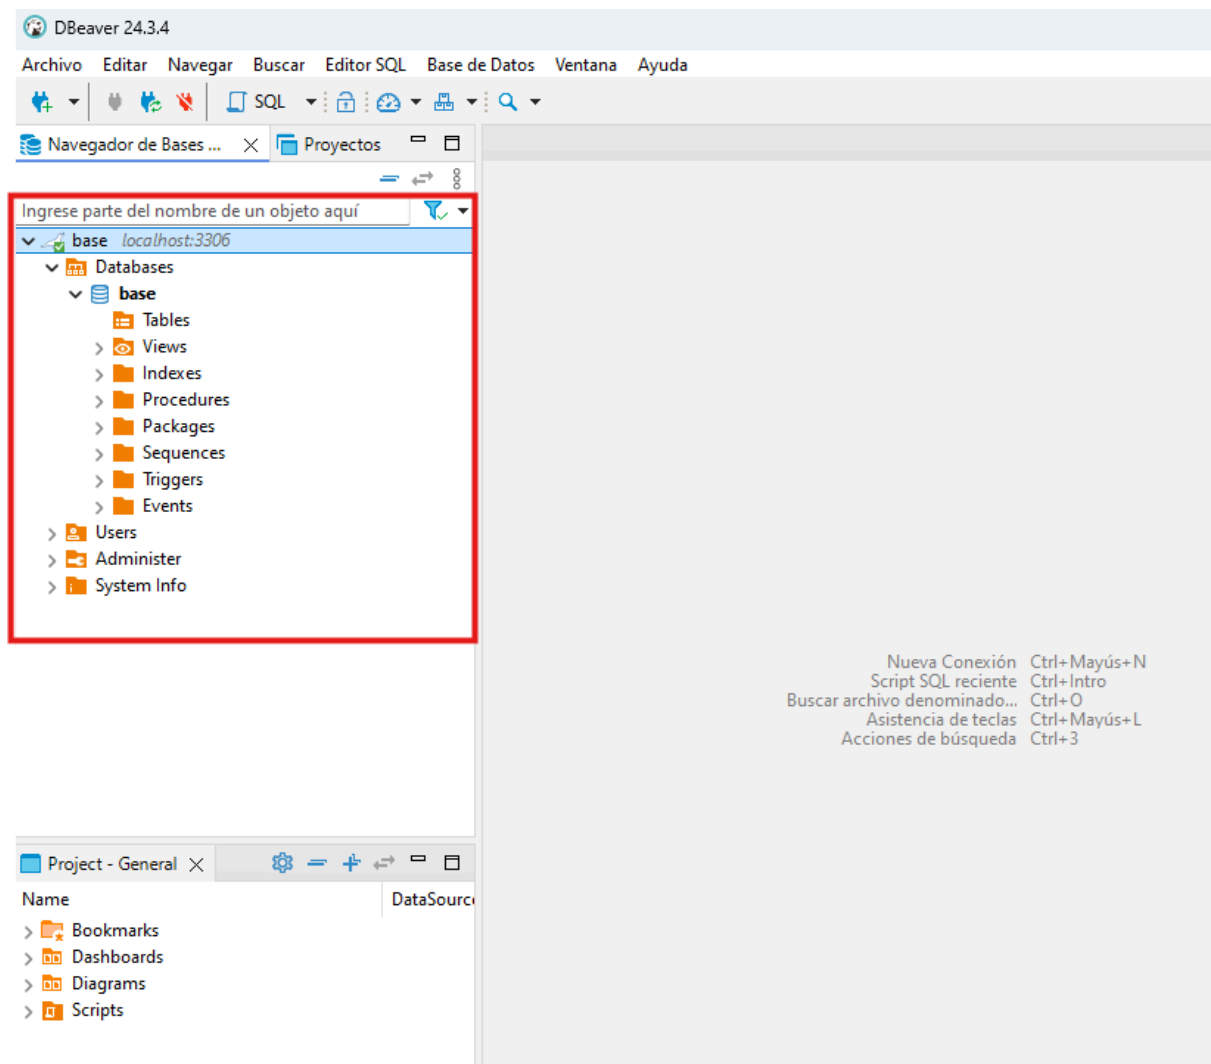 DBeaver 24.3.4
Archivo Editar Navegar Buscar Editor SQL Base de Datos Ventana Ayuda
SQL
Navegador de Bases ... Proyectos
Ingrese parte del nombre de un objeto aquí
base localhost:3306
Databases
base
Tables
Views
Indexes
Procedures
Packages
Sequences
Triggers
Events
Users
Administer
System Info
Nueva Conexión Ctrl+Mayús+N
Script SQL reciente Ctrl+Intro
Buscar archivo denominado... Ctrl+O
Asistencia de teclas Ctrl+Mayús+L
Acciones de búsqueda Ctrl+3
Project - General
Name DataSourc
Bookmarks
Dashboards
Diagrams
Scripts